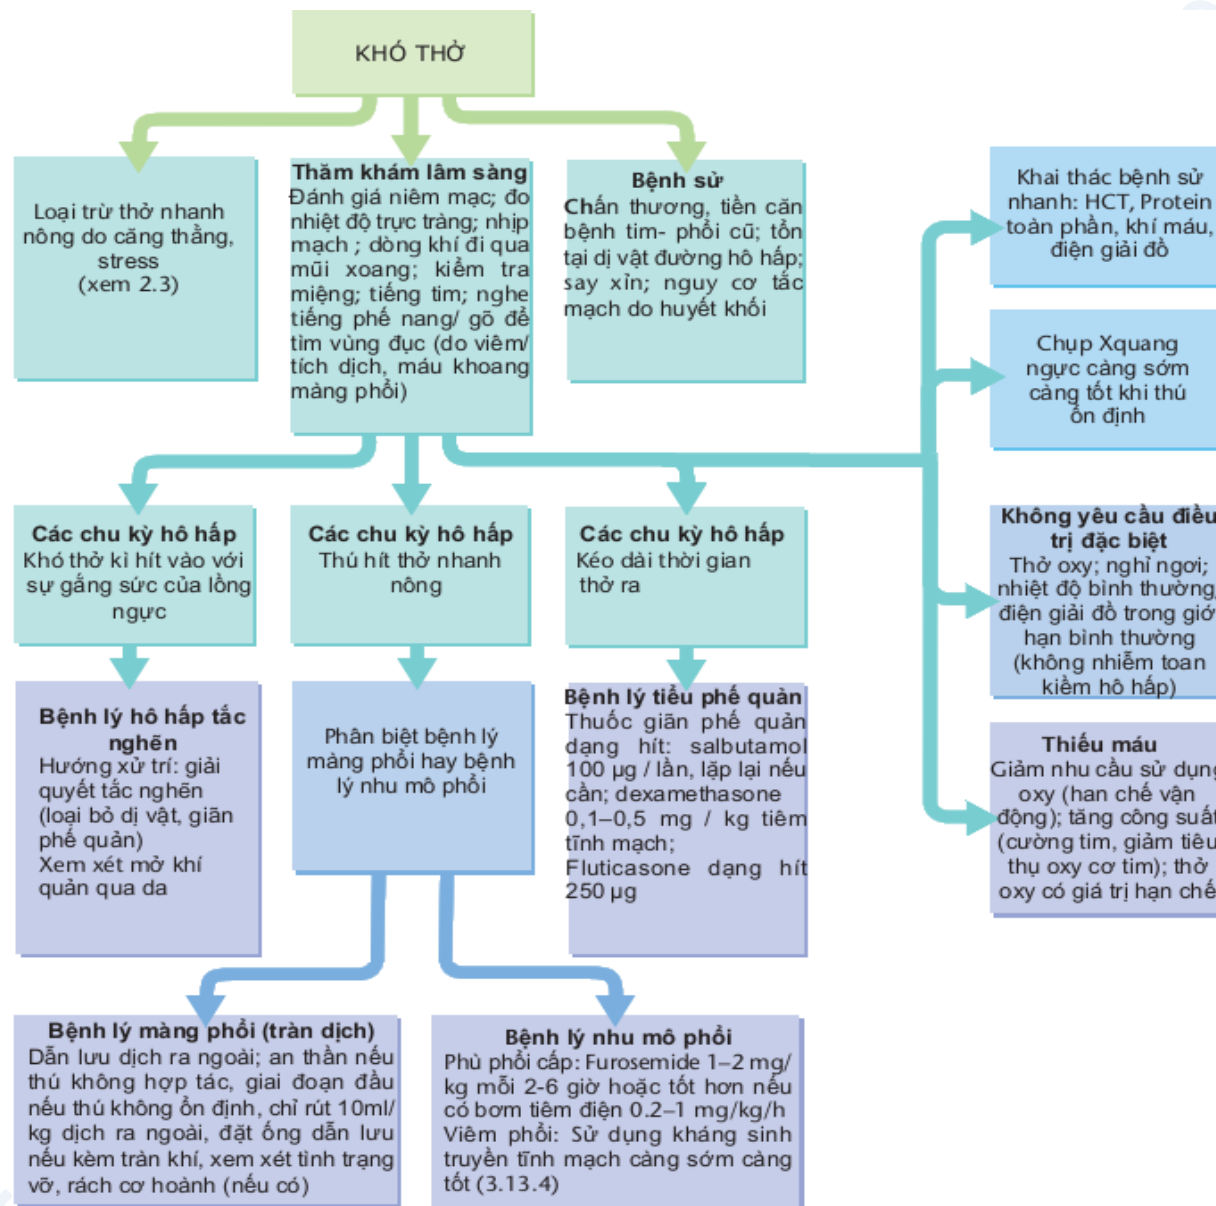 KHÓ THỞ
Loại trừ thở nhanh
nông do căng thẳng,
stress
(xem 2.3)
Thăm khám lâm sàng
Đánh giá niêm mạc; đo
nhiệt độ trực tràng; nhịp
mạch ; dòng khí đi qua
mũi xoang; kiểm tra
miệng; tiếng tim; nghe
tiếng phế nang/ gõ để
tìm vùng đục (do viêm/
tích dịch, máu khoang
màng phổi)
Bệnh sử
Chấn thương, tiền căn
bệnh tim- phổi cũ; tồn
tại dị vật đường hô hấp;
say xỉn; nguy cơ tắc
mạch do huyết khối
Khai thác bệnh sử
nhanh: HCT, Protein
toàn phần, khí máu,
điện giải đồ
Chụp Xquang
ngực càng sớm
càng tốt khi thú
ổn định
Các chu kỳ hô hấp
Khó thở kì hít vào với
sự gắng sức của lồng
ngực
Các chu kỳ hô hấp
Thú hít thở nhanh
nông
Các chu kỳ hô hấp
Kéo dài thời gian
thở ra
Không yêu cầu điều
trị đặc biệt
Thở oxy; nghỉ ngơi;
nhiệt độ bình thường,
điện giải đồ trong giớ
hạn bình thường
(không nhiễm toan
kiềm hô hấp)
Bệnh lý hô hấp tắc
nghẽn
Hướng xử trí: giải
quyết tắc nghẽn
(loại bỏ dị vật, giãn
phế quản)
Xem xét mở khí
quản qua da
Phân biệt bệnh lý
màng phổi hay bệnh
lý nhu mô phổi
Bệnh lý tiểu phế quản
Thuốc giãn phế quản
dạng hít: salbutamol
100 µg / lần, lặp lại nếu
cần; dexamethasone
0,1–0,5 mg / kg tiêm
tĩnh mạch;
Fluticasone dạng hít
250 µg
Thiếu máu
Giảm nhu cầu sử dụng
oxy (han chế vận
động); tăng công suất
(cường tim, giảm tiêu
thụ oxy cơ tim); thở
oxy có giá trị hạn chế
Bệnh lý màng phổi (tràn dịch)
Dẫn lưu dịch ra ngoài; an thần nếu
thú không hợp tác, giai đoạn đầu
nếu thú không ổn định, chỉ rút 10ml/
kg dịch ra ngoài, đặt ống dẫn lưu
nếu kèm tràn khí, xem xét tình trạng
vỡ, rách cơ hoành (nếu có)
Bệnh lý nhu mô phổi
Phù phổi cấp: Furosemide 1–2 mg/
kg mỗi 2-6 giờ hoặc tốt hơn nếu
có bơm tiêm điện 0.2–1 mg/kg/h
Viêm phổi: Sử dụng kháng sinh
truyền tĩnh mạch càng sớm càng
tốt (3.13.4)